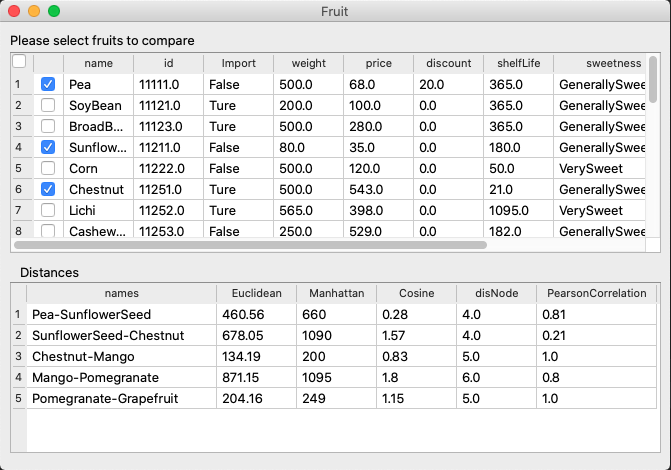 Fruit
Please select fruits to compare
name id Import weight price discount shelfLife sweetness
1 Pea 11111.0 False 500.0 68.0 20.0 365.0 GenerallySwee
2 SoyBean 11121.0 Ture 200.0 100.0 0.0 365.0 GenerallySwee
3 BroadB... 11123.0 Ture 500.0 280.0 0.0 365.0 GenerallySwee
4 Sunflow... 11211.0 False 80.0 35.0 0.0 180.0 GenerallySwee
5 Corn 11222.0 False 500.0 120.0 0.0 50.0 VerySweet
6 Chestnut 11251.0 Ture 500.0 543.0 0.0 21.0 GenerallySwee
7 Lichi 11252.0 Ture 565.0 398.0 0.0 1095.0 VerySweet
8 Cashew... 11253.0 False 250.0 529.0 0.0 182.0 GenerallySwee
Distances
names Euclidean Manhattan Cosine disNode PearsonCorrelation
1 Pea-SunflowerSeed 460.56 660 0.28 4.0 0.81
2 SunflowerSeed-Chestnut 678.05 1090 1.57 4.0 0.21
3 Chestnut-Mango 134.19 200 0.83 5.0 1.0
4 Mango-Pomegranate 871.15 1095 1.8 6.0 0.8
5 Pomegranate-Grapefruit 204.16 249 1.15 5.0 1.0